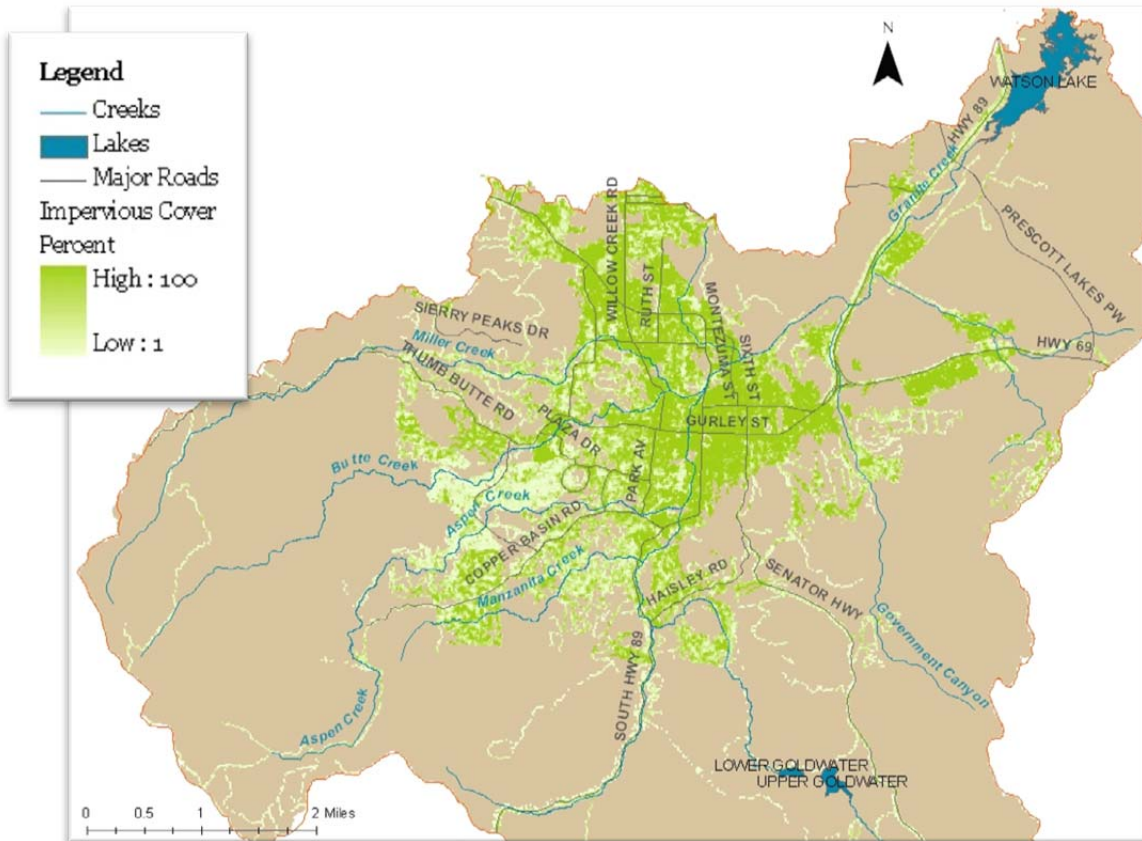 Legend
Creeks
Lakes
Major Roads
Impervious Cover
Percent
High : 100
Low : 1
N
WATSON LAKE
HWY 89
Granite Creek
PRESCOTT LAKES PW
WILLOW CREEK RD
RUTH ST
MONTEZUMA ST
SIXTH ST
SIERRY PEAKS DR
Miller Creek
HWY 69
THUMB BUTTE RD
PLAZA DR
GURLEY ST
Butte Creek
PARK AV
Aspen Creek
COPPER BASIN RD
Manzanita Creek
HAISLEY RD
SENATOR HWY
Government Canyon
SOUTH HWY 89
Aspen Creek
LOWER GOLDWATER
UPPER GOLDWATER
0 0.5 1 2 Miles